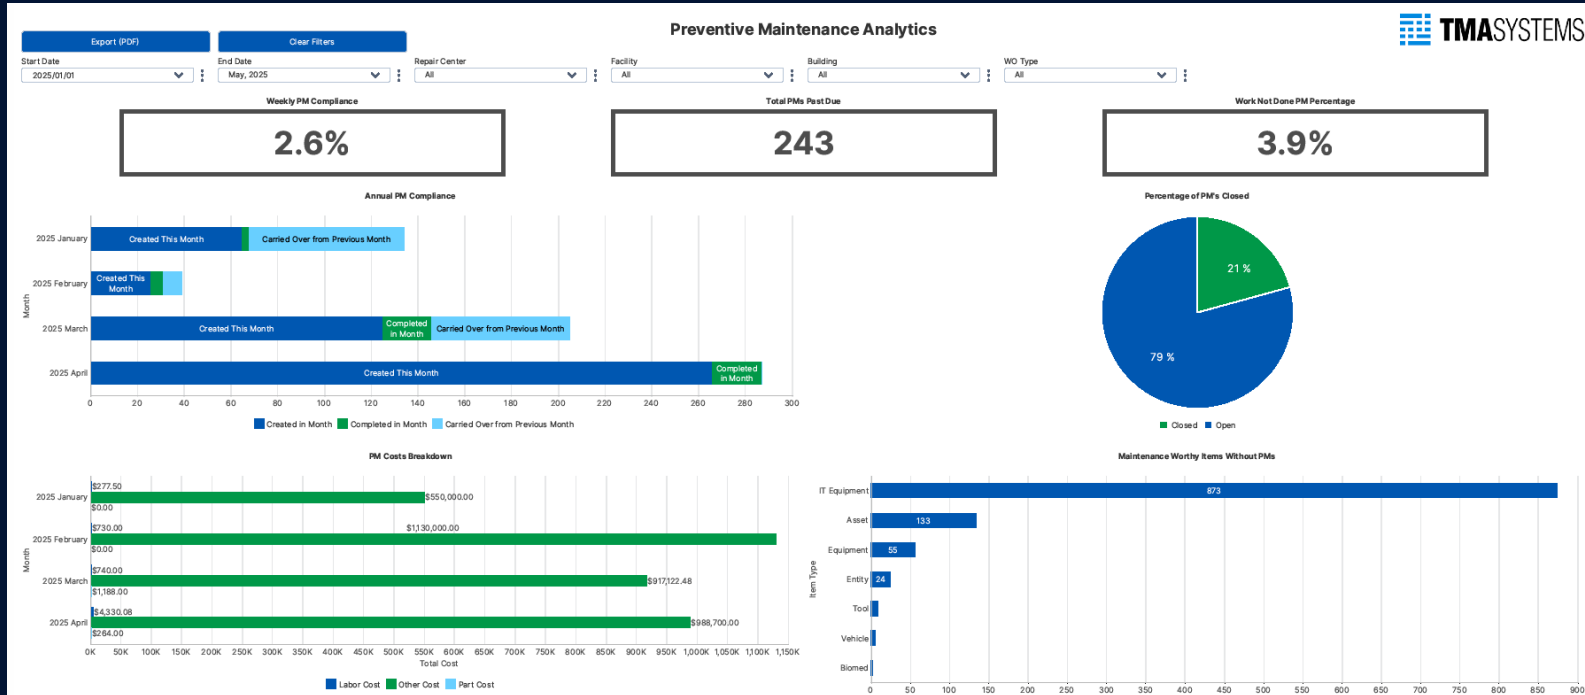 Preventive Maintenance Analytics
TMASYSTEMS
Export (PDF)
Clear Filters
Start Date
2025/01/01
End Date
May, 2025
Repair Center
All
Facility
All
Building
All
WO Type
All
Weekly PM Compliance
2.6%
Total PMs Past Due
243
Work Not Done PM Percentage
3.9%
Annual PM Compliance
Month
2025 January
Created This Month
Carried Over from Previous Month
2025 February
Created This
Month
2025 March
Created This Month
Completed
in Month
Carried Over from Previous Month
2025 April
Created This Month
Completed
in Month
0 20 40 60 80 100 120 140 160 180 200 220 240 260 280 300
Created in Month Completed in Month Carried Over from Previous Month
Percentage of PM's Closed
21 %
79 %
Closed Open
PM Costs Breakdown
Month
2025 January
$277.50
$550,000.00
$0.00
2025 February
$730.00
$1,130,000.00
$0.00
2025 March
$740.00
$917,122.48
$1,188.00
2025 April
$4,330.08
$988,700.00
$264.00
0K 50K 100K 150K 200K 250K 300K 350K 400K 450K 500K 550K 600K 650K 700K 750K 800K 850K 900K 950K 1,000K 1,050K 1,100K 1,150K
Total Cost
Labor Cost Other Cost Part Cost
Maintenance Worthy Items Without PMs
Item Type
IT Equipment
873
Asset
133
Equipment
55
Entity
24
Tool
Vehicle
Biomed
0 50 100 150 200 250 300 350 400 450 500 550 600 650 700 750 800 850 900